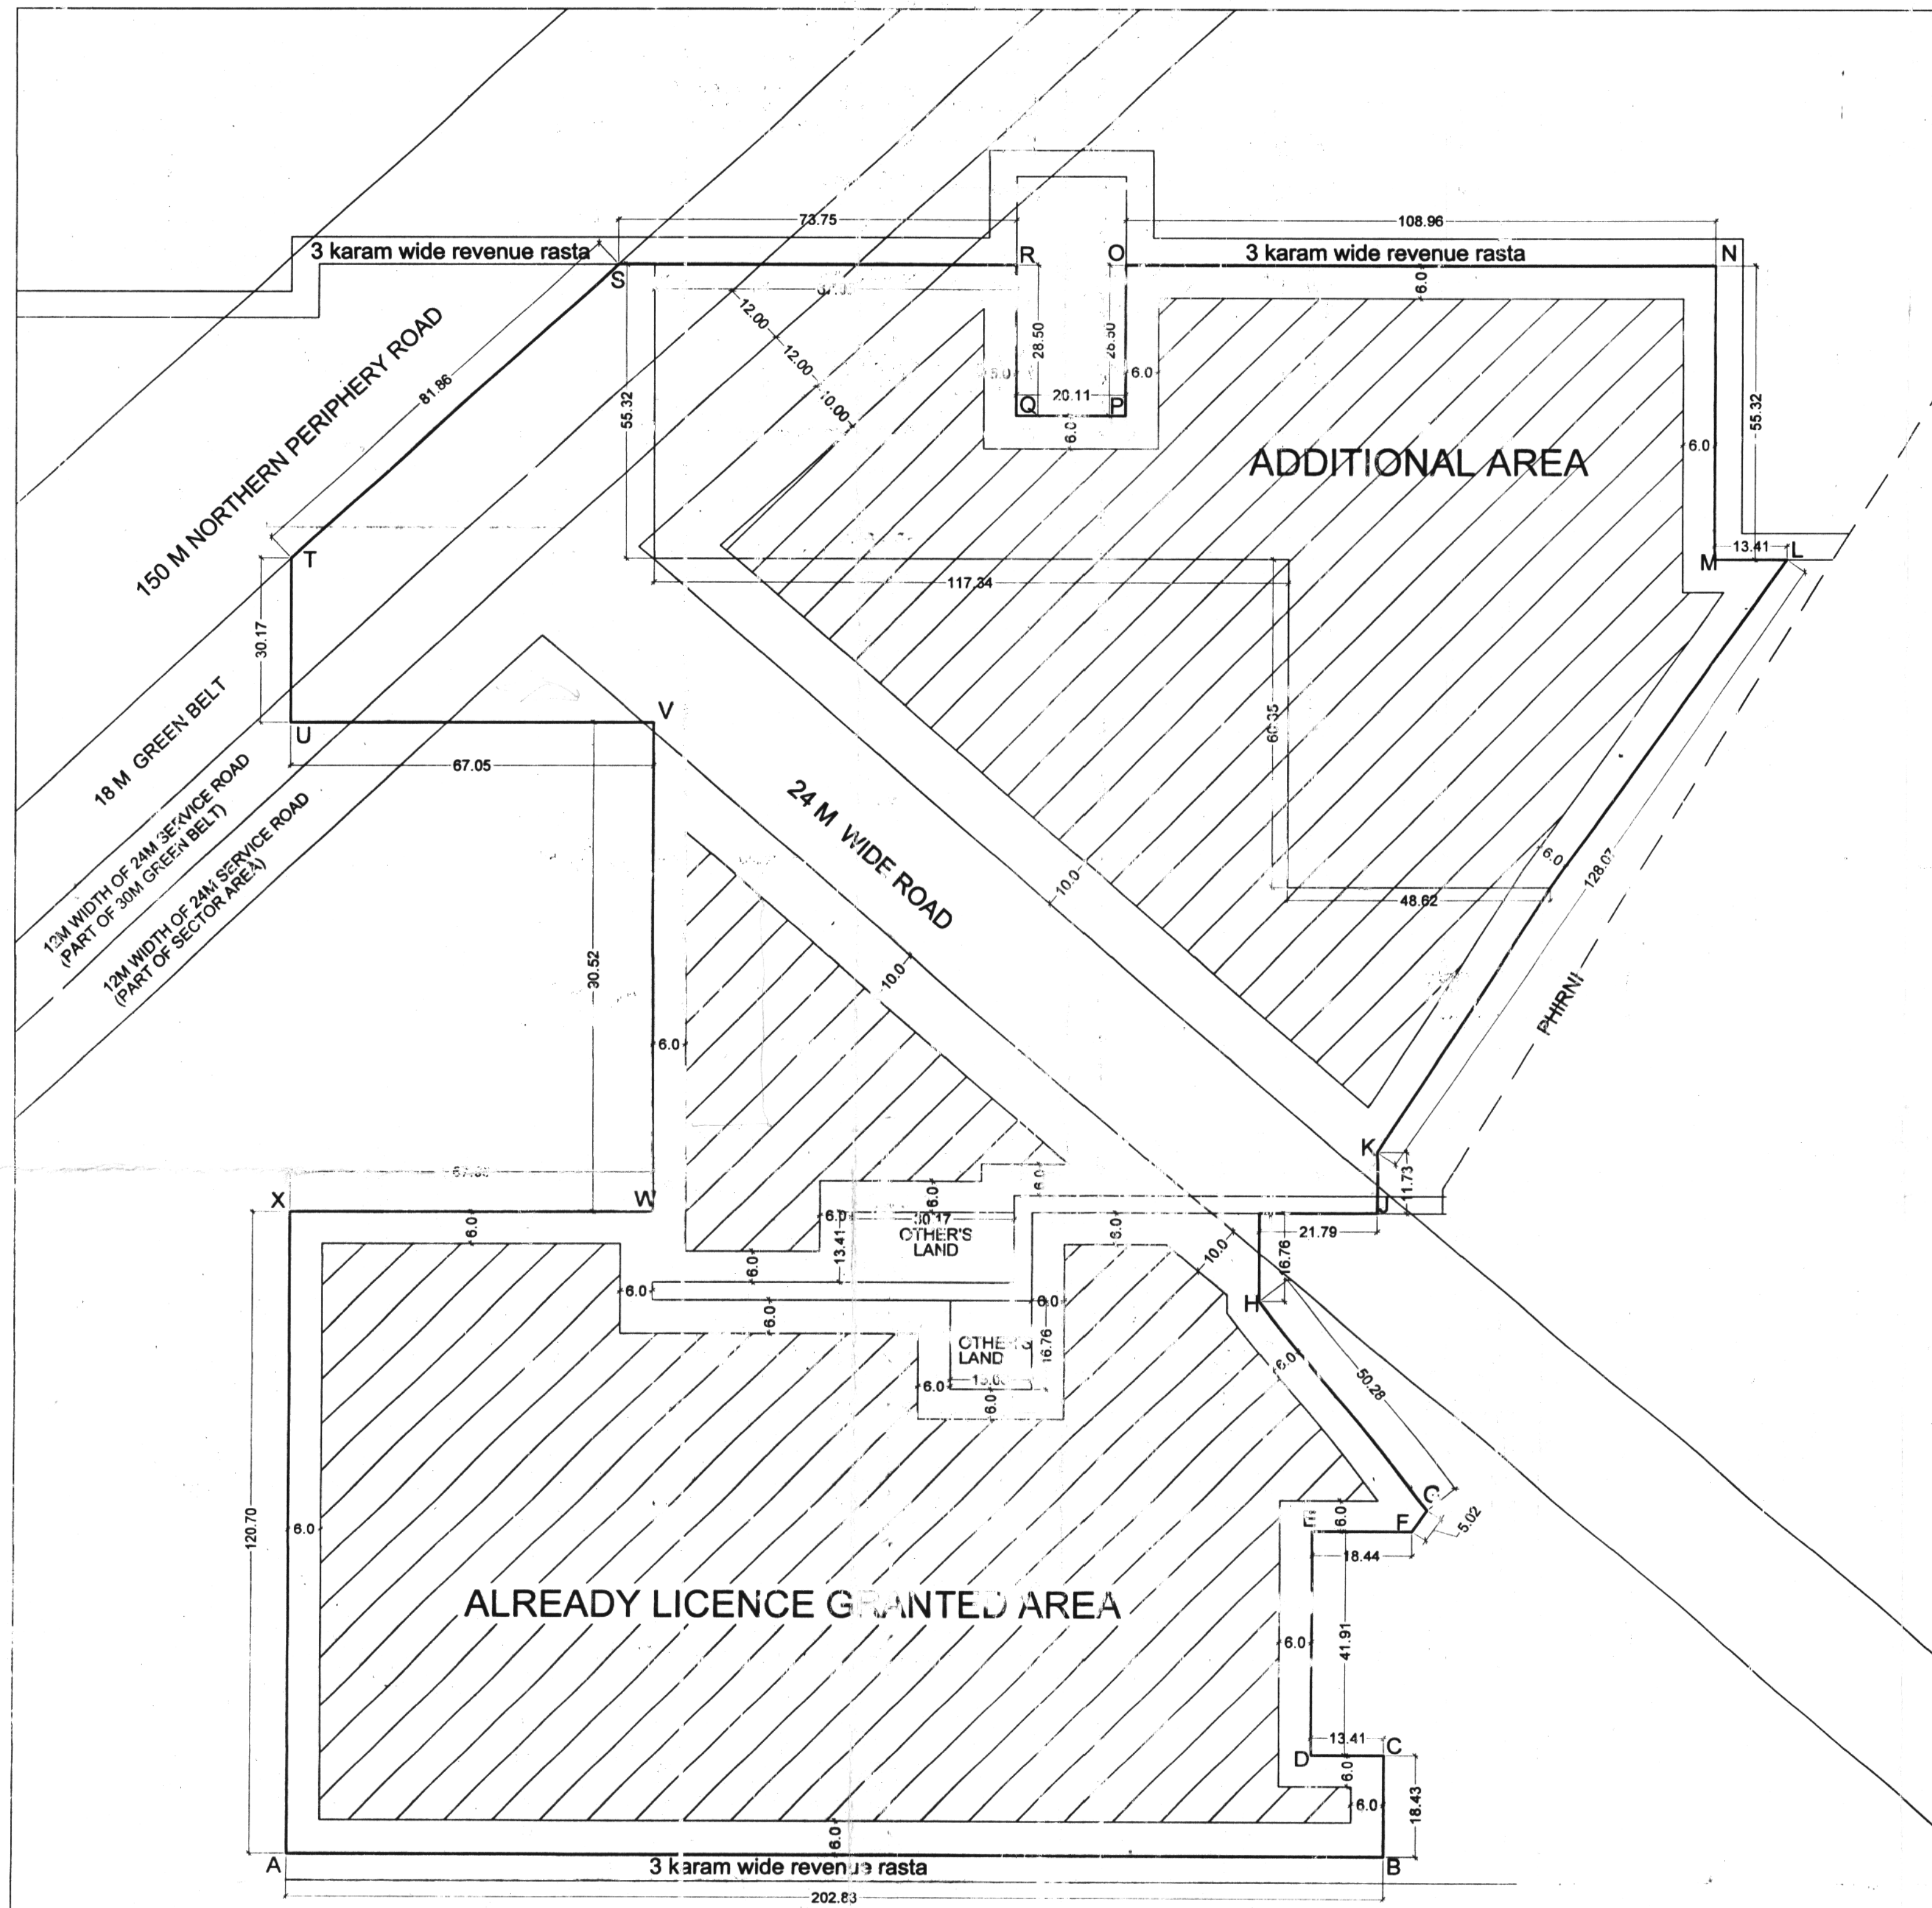 73.75
108.96
3 karam wide revenue rasta
R
O
3 karam wide revenue rasta
N
S
6.0
12.00
12.00
10.00
28.50
55.32
55.32
6.0
20.11
Q
P
6.0
6.0
ADDITIONAL AREA
150 M NORTHERN PERIPHERY ROAD
81.86
T
13.41
L
M
117.34
30.17
U
V
67.05
60.35
18 M GREEN BELT
12M WIDTH OF 24M SERVICE ROAD
(PART OF 30M GREEN BELT)
12M WIDTH OF 24M SERVICE ROAD
(PART OF SECTOR AREA)
24 M WIDE ROAD
10.0
6.0
128.07
48.62
10.0
90.52
PHIRNI
6.0
K
11.73
X
W
J
6.0
6.0
6.0
6.0
30.17
OTHER'S
LAND
13.41
6.0
10.0
21.79
16.76
6.0
6.0
6.0
6.0
H
LAND
16.76
6.0
6.0
6.0
50.28
G
5.02
120.70
6.0
E
6.0
F
18.44
ALREADY LICENCE GRANTED AREA
6.0
41.91
13.41
D
C
6.0
6.0
18.43
6.0
A
3 karam wide revenue rasta
B
202.83